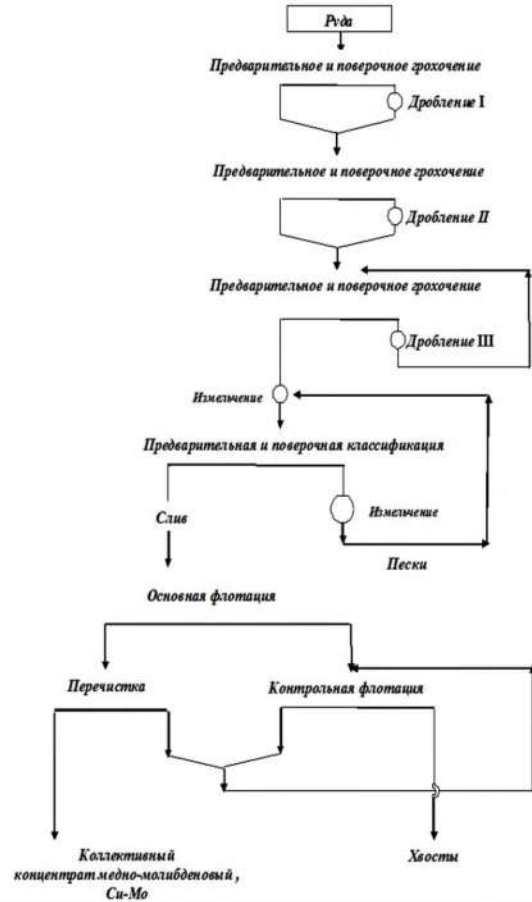 Руда
Предварительное и поверочное грохочение
Дробление I
Предварительное и поверочное грохочение
Дробление II
Предварительное и поверочное грохочение
Дробление III
Измельчение
Предварительная и поверочная классификация
Слив
Измельчение
Пески
Основная флотация
Перечистка
Контрольная флотация
Коллективный
концентрат медно-молибденовый ,
Cu-Mo
Хвосты